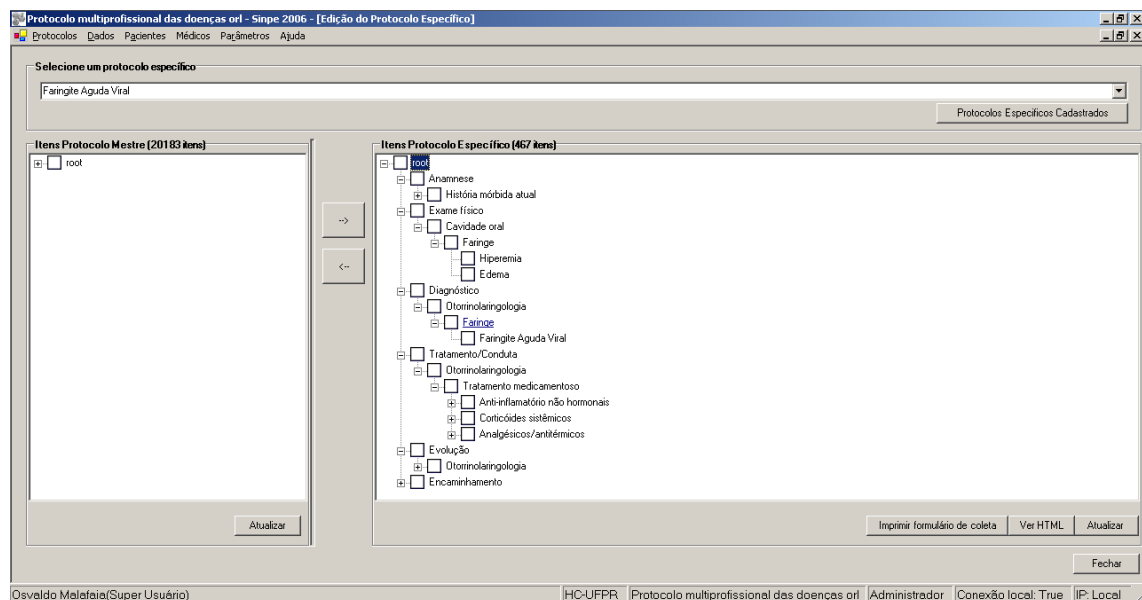 Protocolo multiprofissional das doenças orl - Sinpe 2006 - [Edição do Protocolo Específico]
Protocolos Dados Pacientes Médicos Parâmetros Ajuda
Selecione um protocolo específico
Faringite Aguda Viral
Protocolos Especificos Cadastrados
Itens Protocolo Mestre (20183 itens)
root
Atualizar
-->
<--
Itens Protocolo Específico (467 itens)
root
Anamnese
História mórbida atual
Exame físico
Cavidade oral
Faringe
Hiperemia
Edema
Diagnóstico
Otorrinolaringologia
Faringe
Faringite Aguda Viral
Tratamento/Conduta
Otorrinolaringologia
Tratamento medicamentoso
Anti-inflamatório não hormonais
Corticóides sistêmicos
Analgésicos/antitérmicos
Evolução
Otorrinolaringologia
Encaminhamento
Imprimir formulário de coleta Ver HTML Atualizar
Fechar
Osvaldo Malafaia(Super Usuário) HC-UFPR Protocolo multiprofissional das doenças orl Administrador Conexão local: True IP: Local